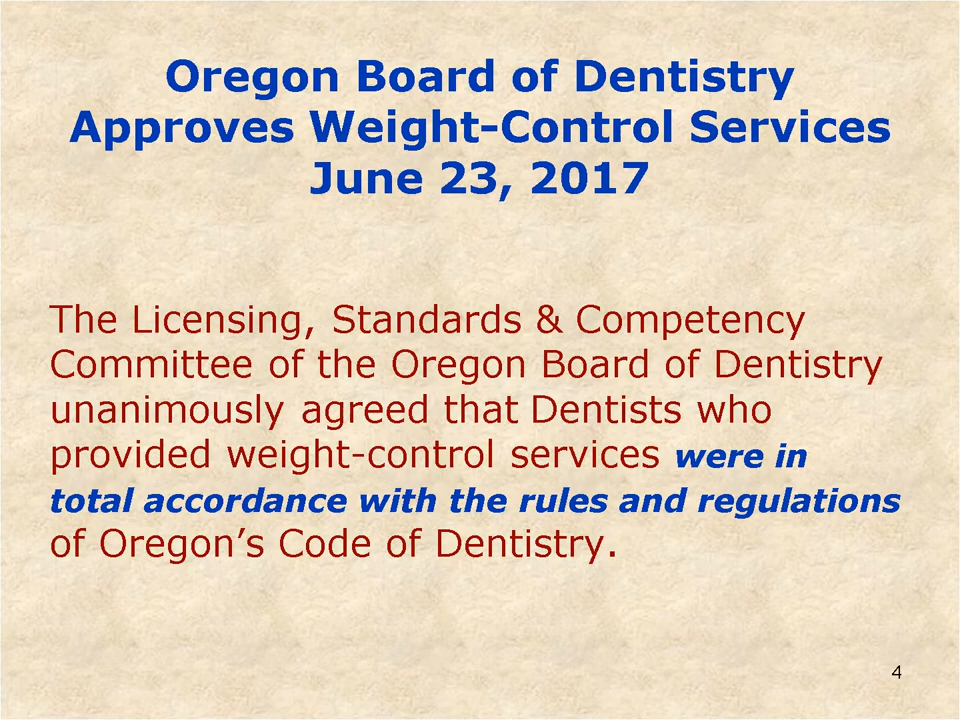 Oregon Board of Dentistry
Approves Weight-Control Services
June 23, 2017
The Licensing, Standards & Competency
Committee of the Oregon Board of Dentistry
unanimously agreed that Dentists who
provided weight-control services were in
total accordance with the rules and regulations
of Oregon’s Code of Dentistry.
4